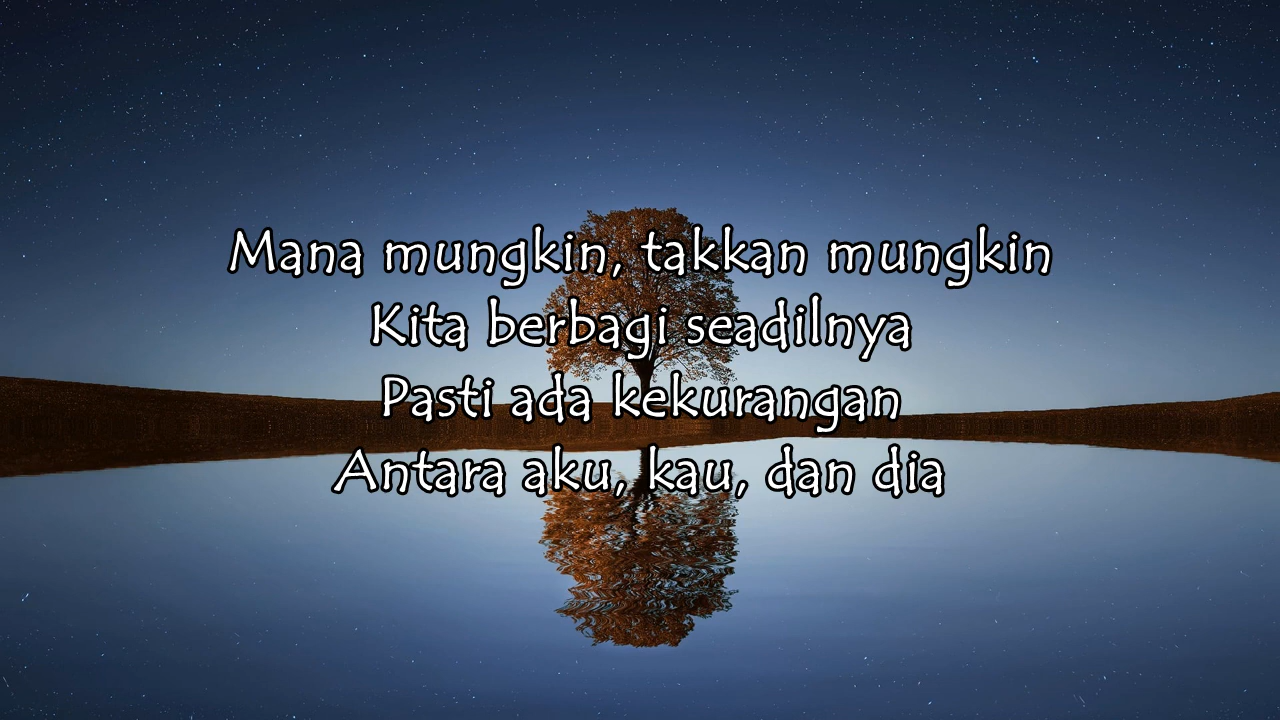 Mana mungkin, takkan mungkin
Kita berbagi seadilnya
Pasti ada kekurangan
Antara aku, kau, dan dia